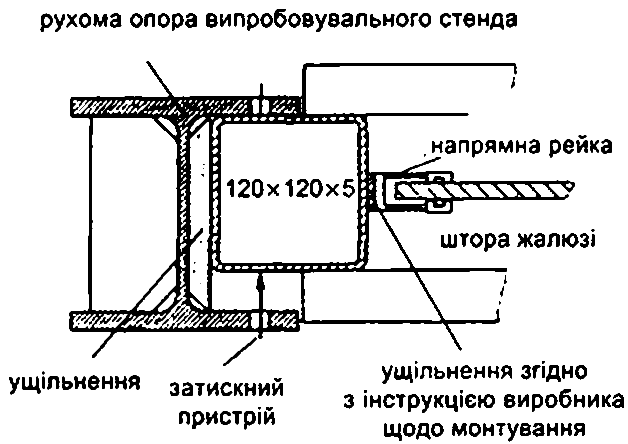 рухома опора випробовувального стенда
напрямна рейка
120×120×5
штора жалюзі
ущільнення
затискний
пристрій
ущільнення згідно
з інструкцією виробника
щодо монтування